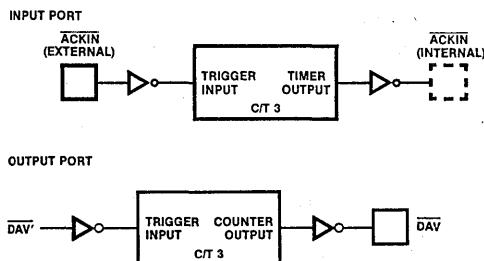 INPUT PORT
ACKIN
(EXTERNAL)
ACKIN
(INTERNAL)
TRIGGER TIMER
INPUT OUTPUT
C/T 3
OUTPUT PORT
DAV'
TRIGGER COUNTER
INPUT OUTPUT
DAV
C/T 3